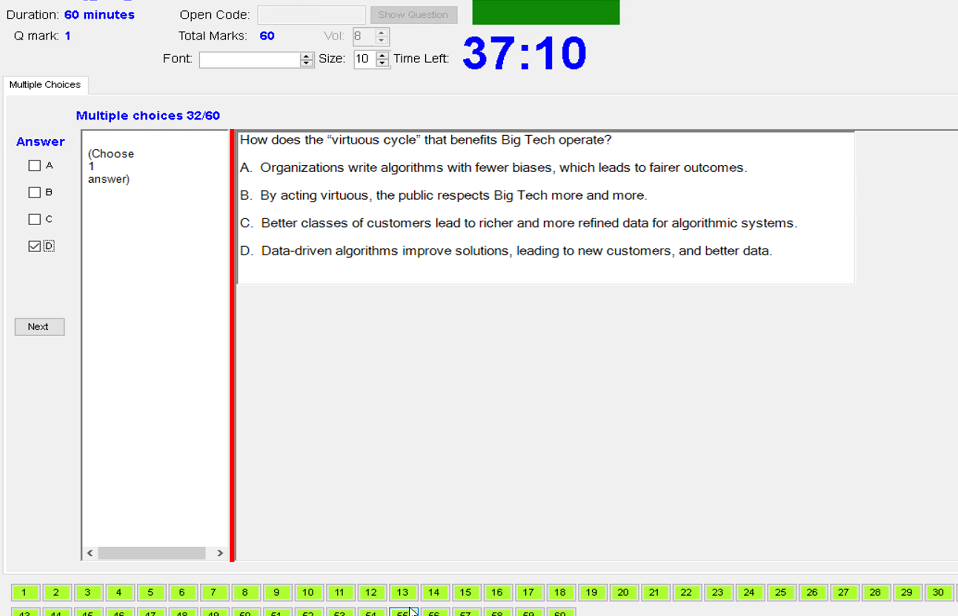 Duration: 60 minutes Open Code: Show Question
Q mark: 1 Total Marks: 60 Vol: 8
37:10
Font: Size: 10 Time Left:
Multiple Choices
Multiple choices 32/60
Answer
(Choose
1
answer)
A
B
C
D
Next
How does the “virtuous cycle” that benefits Big Tech operate?
A. Organizations write algorithms with fewer biases, which leads to fairer outcomes.
B. By acting virtuous, the public respects Big Tech more and more.
C. Better classes of customers lead to richer and more refined data for algorithmic systems.
D. Data-driven algorithms improve solutions, leading to new customers, and better data.
1 2 3 4 5 6 7 8 9 10 11 12 13 14 15 16 17 18 19 20 21 22 23 24 25 26 27 28 29 30
43 44 45 46 47 48 49 50 51 52 53 54 55 56 57 58 59 60